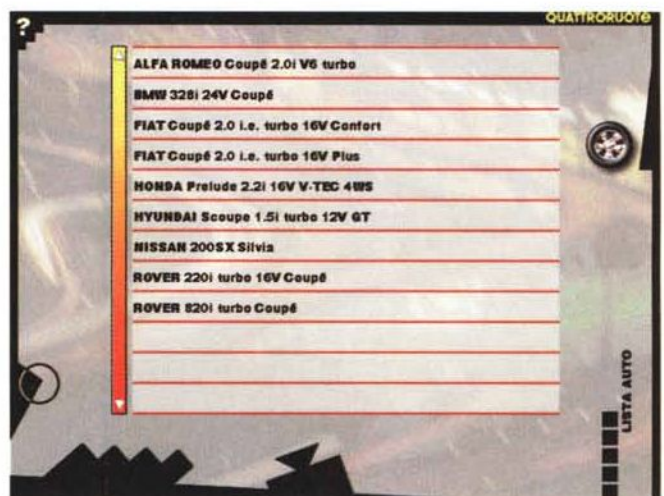 ?
QUATTRORUOTe
ALFA ROMEO Coupé 2.0i V6 turbo
BMW 328i 24V Coupé
FIAT Coupé 2.0 i.e. turbo 16V Confort
FIAT Coupé 2.0 i.e. turbo 16V Plus
HONDA Prelude 2.2i 16V V-TEC 4WS
HYUNDAI Scoupe 1.5i turbo 12V GT
NISSAN 200SX Silvia
ROVER 220i turbo 16V Coupé
ROVER 820i turbo Coupé
LISTA AUTO